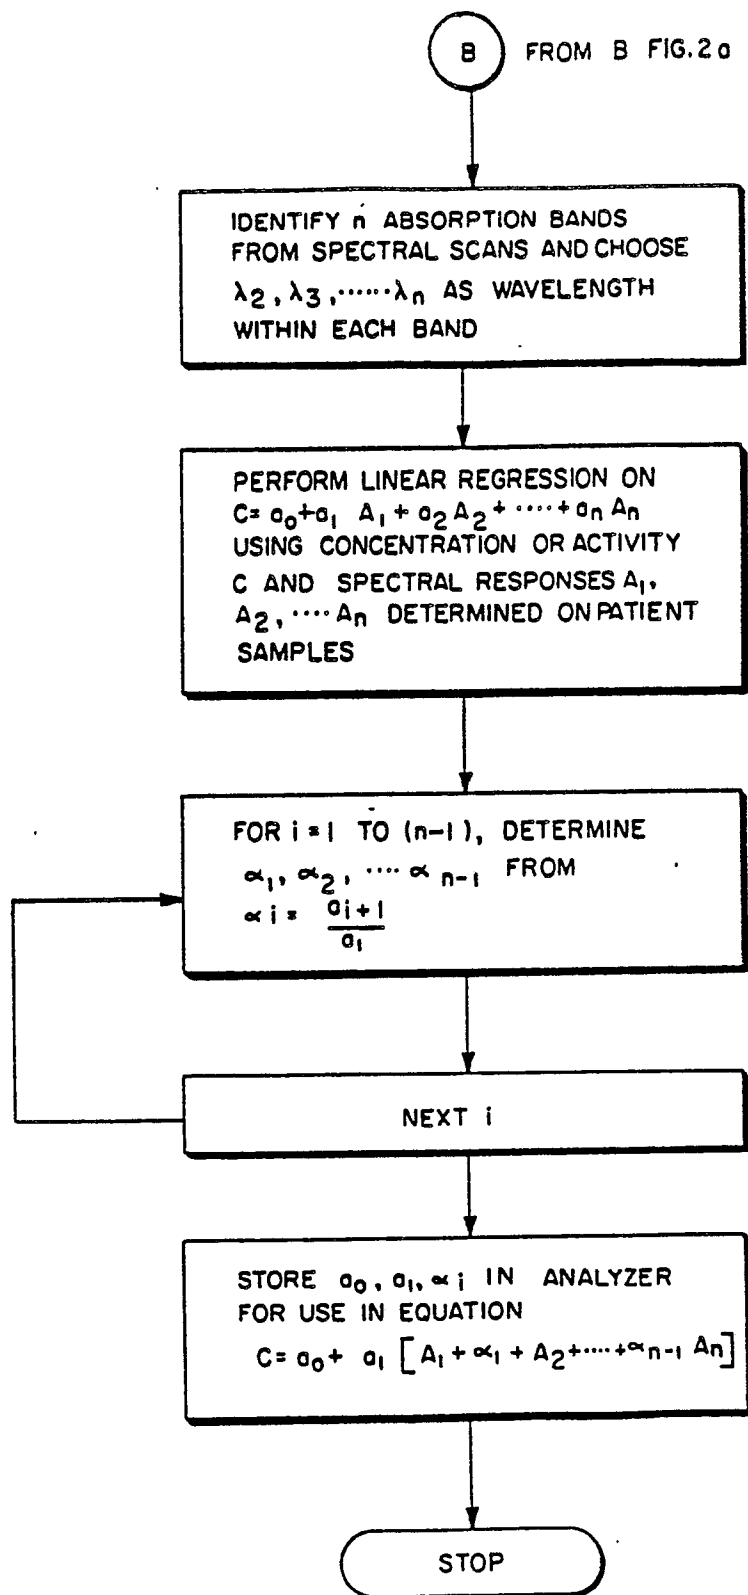 B FROM B FIG. 2a
IDENTIFY n ABSORPTION BANDS
FROM SPECTRAL SCANS AND CHOOSE
λ2, λ3, ······ λn AS WAVELENGTH
WITHIN EACH BAND
PERFORM LINEAR REGRESSION ON
C= a0+a1 A1 + a2 A2 + ···· + an An
USING CONCENTRATION OR ACTIVITY
C AND SPECTRAL RESPONSES A1,
A2, ···· An DETERMINED ON PATIENT
SAMPLES
FOR i = 1 TO (n-1), DETERMINE
α1, α2, ···· α n-1 FROM
α i = ai+1 / a1
NEXT i
STORE a0, a1, α i IN ANALYZER
FOR USE IN EQUATION
C= a0 + a1 [A1 + α1 + A2 + ···· + αn-1 An]
STOP